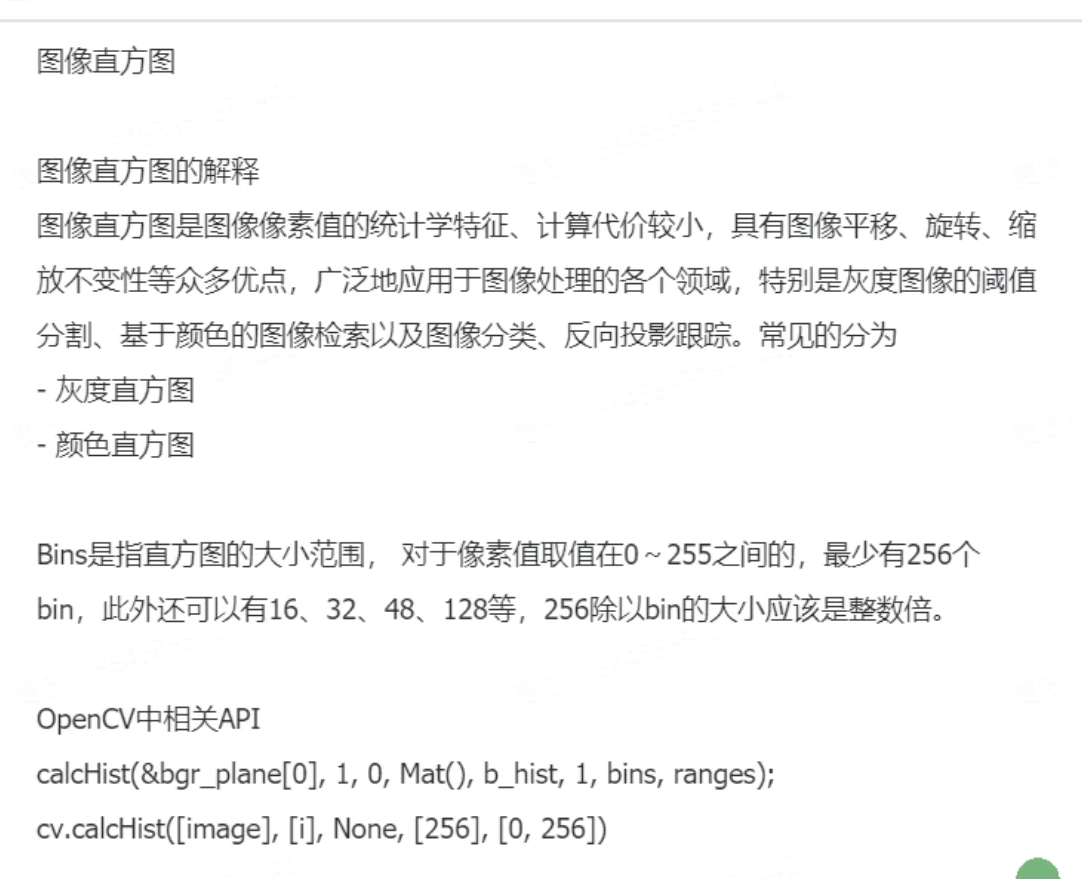 图像直方图
图像直方图的解释
图像直方图是图像像素值的统计学特征、计算代价较小，具有图像平移、旋转、缩
放不变性等众多优点，广泛地应用于图像处理的各个领域，特别是灰度图像的阈值
分割、基于颜色的图像检索以及图像分类、反向投影跟踪。常见的分为
- 灰度直方图
- 颜色直方图
Bins是指直方图的大小范围， 对于像素值取值在0～255之间的，最少有256个
bin，此外还可以有16、32、48、128等，256除以bin的大小应该是整数倍。
OpenCV中相关API
calcHist(&bgr_plane[0], 1, 0, Mat(), b_hist, 1, bins, ranges);
cv.calcHist([image], [i], None, [256], [0, 256])